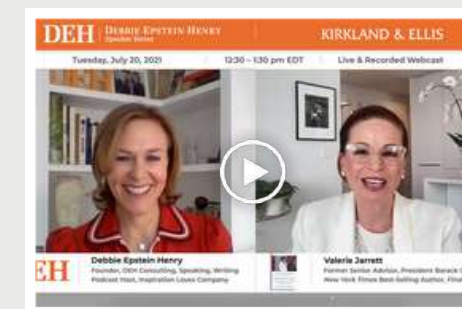 DEH DEBBIE EPSTEIN HENRY
Speaker Series
KIRKLAND & ELLIS
Tuesday, July 20, 2021 12:30 – 1:30 pm EDT Live & Recorded Webcast
EH
Debbie Epstein Henry
Founder, DEH Consulting, Speaking, Writing
Podcast Host, Inspiration Loves Company
Valerie Jarrett
Former Senior Advisor, President Barack
New York Times Best-Selling Author,